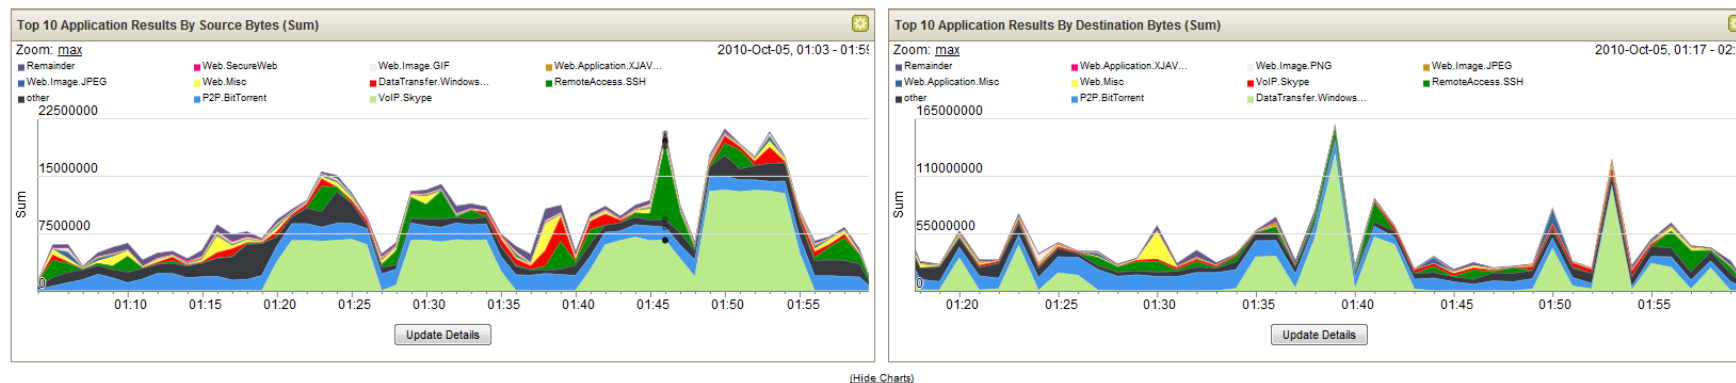 Top 10 Application Results By Source Bytes (Sum)
Zoom: max 2010-Oct-05, 01:03 - 01:59
Remainder Web.SecureWeb Web.Image.GIF Web.Application.XJAV...
Web.Image.JPEG Web.Misc DataTransfer.Windows... RemoteAccess.SSH
other P2P.BitTorrent VoIP.Skype
22500000
15000000
7500000
0
Sum
01:10 01:20 01:25 01:30 01:35 01:40 01:45 01:50 01:55
Update Details
Top 10 Application Results By Destination Bytes (Sum)
Zoom: max 2010-Oct-05, 01:17 - 02:
Remainder Web.Application.XJAV... Web.Image.PNG Web.Image.JPEG
Web.Application.Misc Web.Misc VoIP.Skype RemoteAccess.SSH
other P2P.BitTorrent DataTransfer.Windows...
165000000
110000000
55000000
0
Sum
01:20 01:25 01:30 01:35 01:40 01:45 01:50 01:55
Update Details
(Hide Charts)